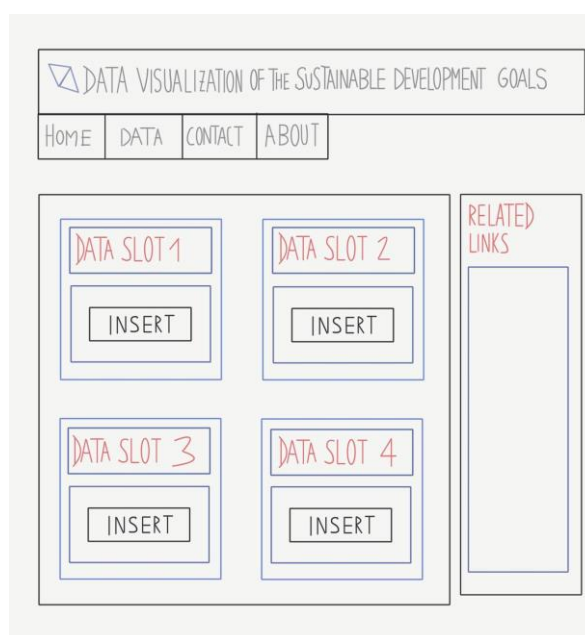 DATA VISUALIZATION OF THE SUSTAINABLE DEVELOPMENT GOALS
HOME DATA CONTACT ABOUT
DATA SLOT 1
INSERT
DATA SLOT 2
INSERT
DATA SLOT 3
INSERT
DATA SLOT 4
INSERT
RELATED
LINKS